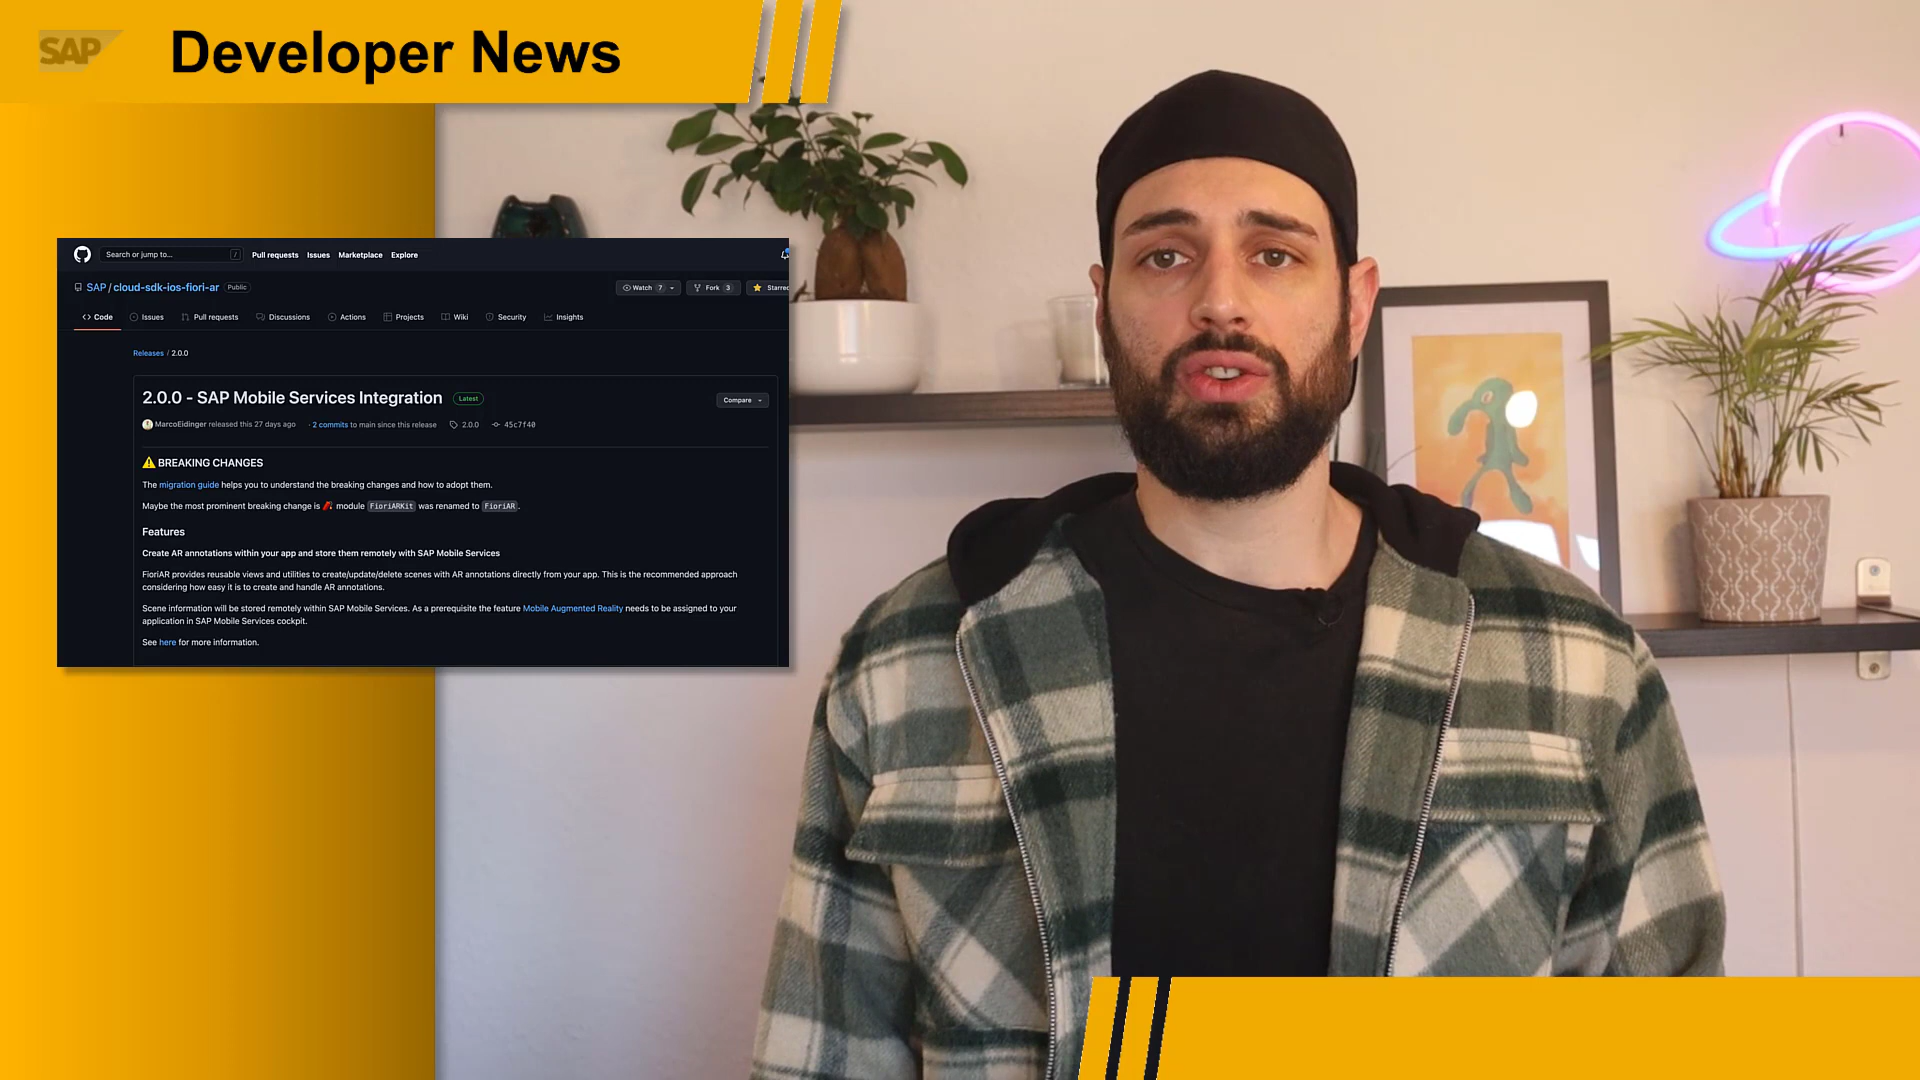 SAP
Developer News
Search or jump to... /
Pull requests Issues Marketplace Explore
SAP / cloud-sdk-ios-fiori-ar Public
Watch 7 Fork 3 Starred
Code Issues Pull requests Discussions Actions Projects Wiki Security Insights
Releases / 2.0.0
2.0.0 - SAP Mobile Services Integration Latest
Compare
MarcoEidinger released this 27 days ago · 2 commits to main since this release 2.0.0 45c7f40
BREAKING CHANGES
The migration guide helps you to understand the breaking changes and how to adopt them.
Maybe the most prominent breaking change is module FioriARKit was renamed to FioriAR.
Features
Create AR annotations within your app and store them remotely with SAP Mobile Services
FioriAR provides reusable views and utilities to create/update/delete scenes with AR annotations directly from your app. This is the recommended approach
considering how easy it is to create and handle AR annotations.
Scene information will be stored remotely within SAP Mobile Services. As a prerequisite the feature Mobile Augmented Reality needs to be assigned to your
application in SAP Mobile Services cockpit.
See here for more information.